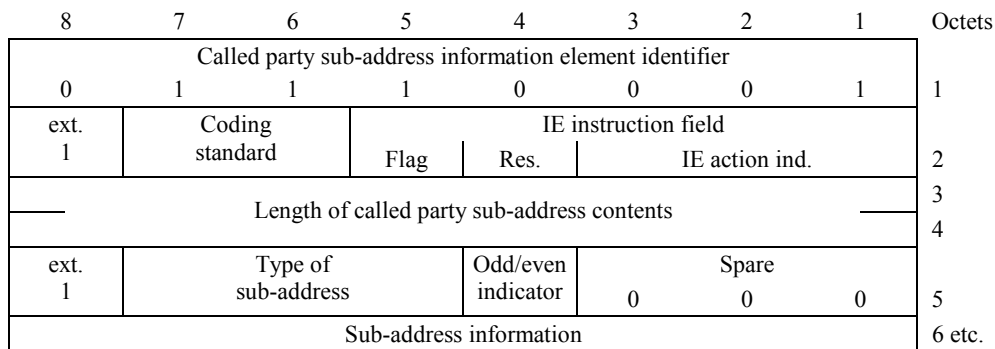 8 7 6 5 4 3 2 1 Octets
Called party sub-address information element identifier
0 1 1 1 0 0 0 1 1
ext. Coding IE instruction field
1 standard Flag Res. IE action ind. 2
3
Length of called party sub-address contents
4
ext. Type of Odd/even Spare
1 sub-address indicator 0 0 0 5
Sub-address information 6 etc.